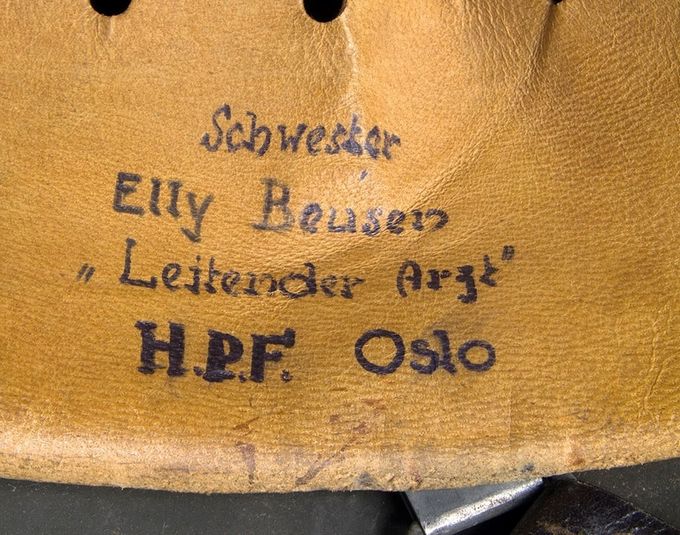 Schwester
Elly Beusen
„Leitender Arzt"
H.P.F. Oslo